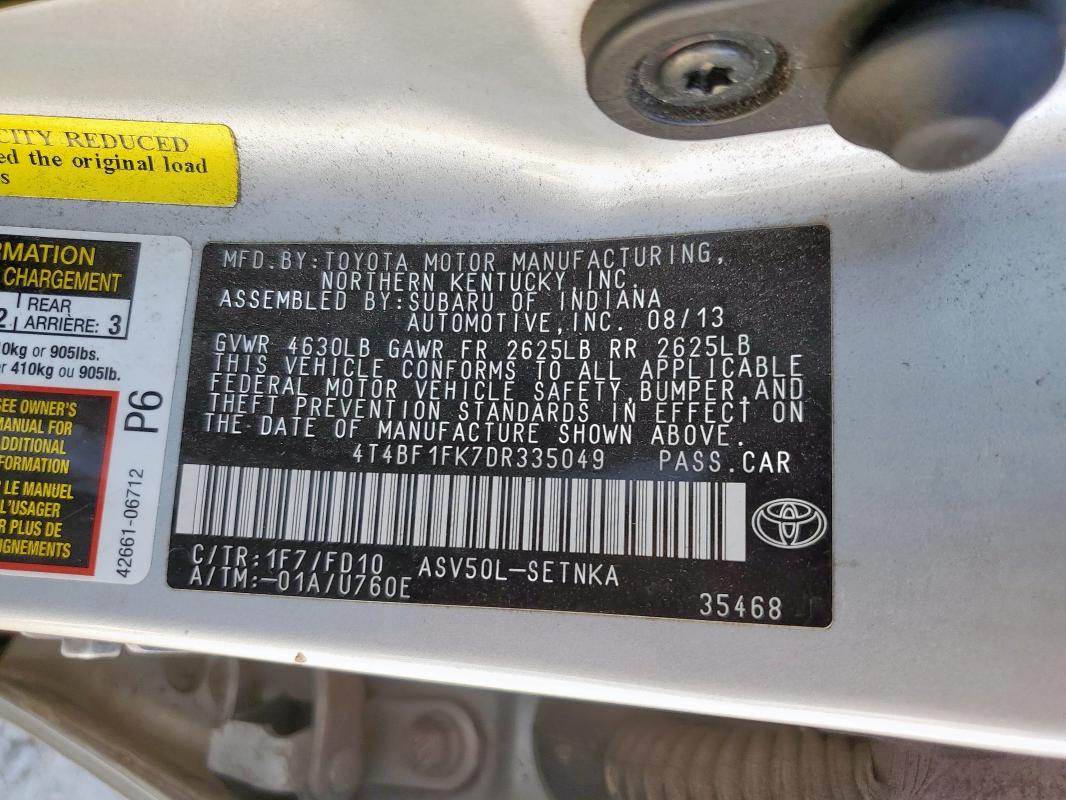 CITY REDUCED
ed the original load
s
RMATION
CHARGEMENT
2 REAR
ARRIÈRE: 3
0kg or 905lbs.
er 410kg ou 905lb.
SEE OWNER'S
MANUAL FOR
ADDITIONAL
INFORMATION
LE MANUEL
L'USAGER
R PLUS DE
IGNEMENTS
P6
42661-06712
MFD.BY:TOYOTA MOTOR MANUFACTURING,
NORTHERN KENTUCKY,INC.
ASSEMBLED BY:SUBARU OF INDIANA
AUTOMOTIVE,INC. 08/13
GVWR 4630LB GAWR FR 2625LB RR 2625LB
THIS VEHICLE CONFORMS TO ALL APPLICABLE
FEDERAL MOTOR VEHICLE SAFETY,BUMPER,AND
THEFT PREVENTION STANDARDS IN EFFECT ON
THE DATE OF MANUFACTURE SHOWN ABOVE.
4T4BF1FK7DR335049 PASS.CAR
C/TR:1F7/FD10 ASV50L-SETNKA
A/TM:-01A/U760E
35468